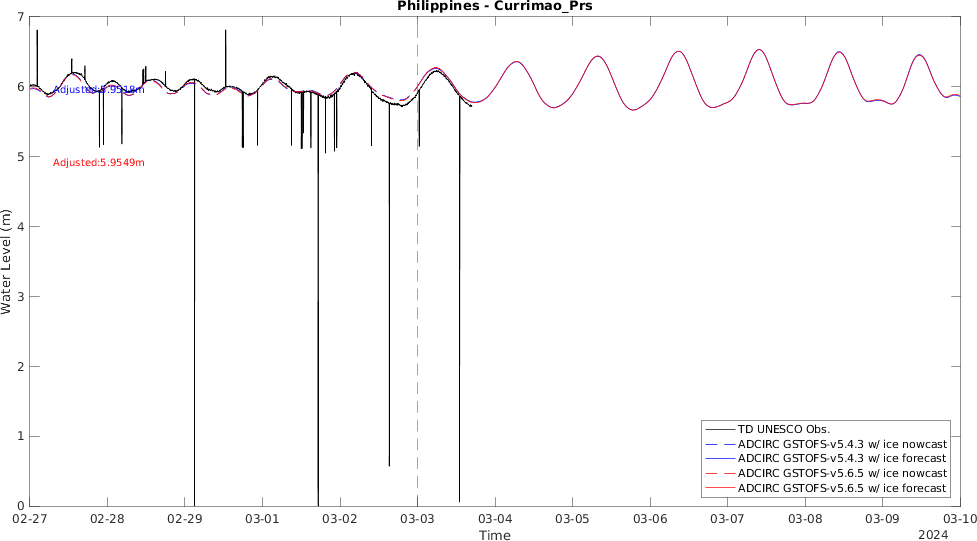 Philippines - Currimao_Prs
7
6
5
4
3
2
1
0
Water Level (m)
Adjusted:5.9518m
Adjusted:5.9549m
TD UNESCO Obs.
ADCIRC GSTOFS-v5.4.3 w/ ice nowcast
ADCIRC GSTOFS-v5.4.3 w/ ice forecast
ADCIRC GSTOFS-v5.6.5 w/ ice nowcast
ADCIRC GSTOFS-v5.6.5 w/ ice forecast
02-27 02-28 02-29 03-01 03-02 03-03 03-04 03-05 03-06 03-07 03-08 03-09 03-10
Time
2024